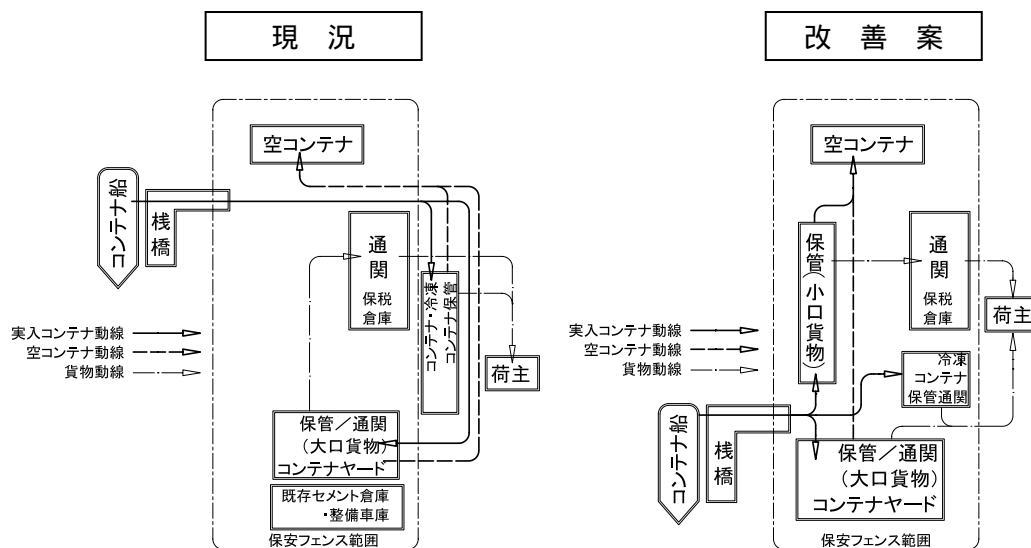 現 況
空コンテナ
コンテナ船
桟橋
通関
保税
倉庫
コンテナ・冷凍
コンテナ保管
実入コンテナ動線
空コンテナ動線
貨物動線
荷主
保管／通関
(大口貨物)
コンテナヤード
既存セメント倉庫
・整備車庫
保安フェンス範囲
改 善 案
空コンテナ
保管(小口貨物)
通関
保税
倉庫
荷主
実入コンテナ動線
空コンテナ動線
貨物動線
冷凍
コンテナ
保管通関
コンテナ船
桟橋
保管／通関
(大口貨物)
コンテナヤード
保安フェンス範囲